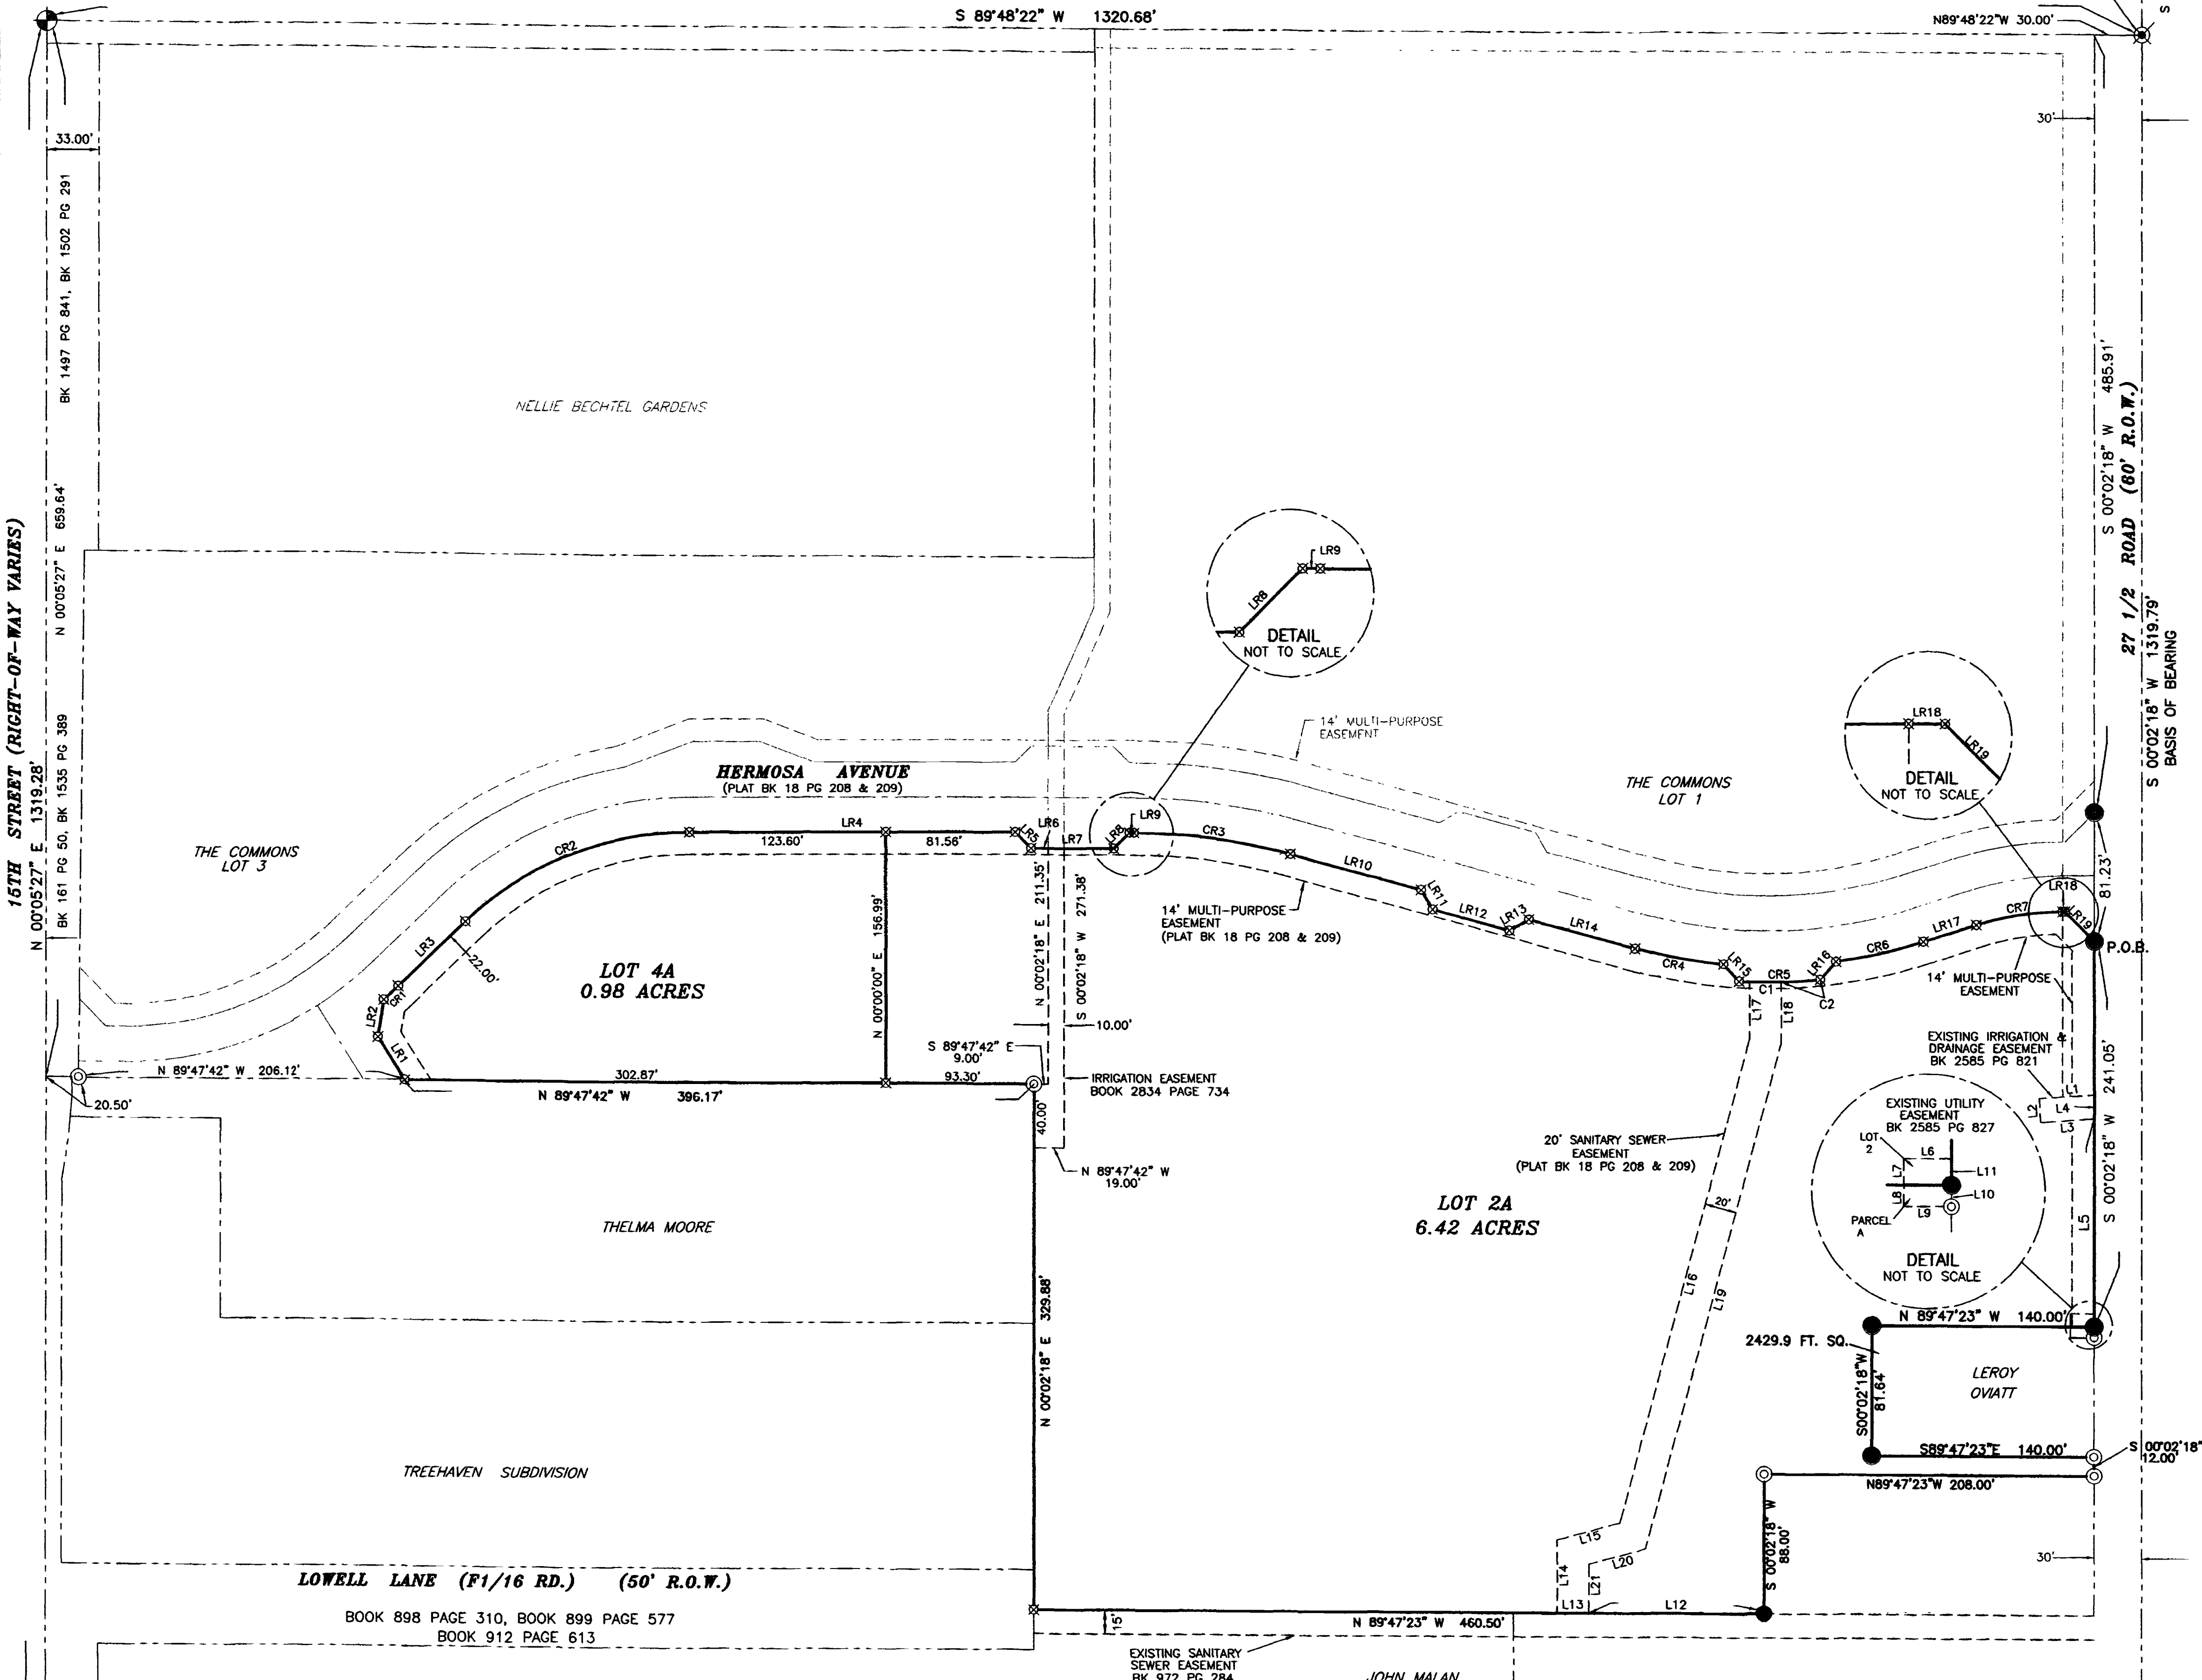 S 89°48'22" W 1320.68'
N89°48'22"W 30.00'
S
33.00'
30'
BK 1497 PG 841, BK 1502 PG 291
N 00°05'27" E 659.64'
15TH STREET (RIGHT-OF-WAY VARIES)
N 00°05'27" E 1319.28'
BK 161 PG 50, BK 1535 PG 389
NELLIE BECHTEL GARDENS
S 00°02'18" W 485.91'
27 1/2 ROAD (60' R.O.W.)
S 00°02'18" W 1319.79'
BASIS OF BEARING
LR9
LR8
DETAIL
NOT TO SCALE
LR18
LR19
DETAIL
NOT TO SCALE
14' MULTI-PURPOSE
EASEMENT
HERMOSA AVENUE
(PLAT BK 18 PG 208 & 209)
THE COMMONS
LOT 1
THE COMMONS
LOT 3
LR4
123.60'
81.56'
LR5
LR6
LR7
LR8
LR9
CR3
LR10
LR11
LR12
LR13
LR14
CR4
LR15
CR5
C1
C2
LR16
CR6
LR17
CR7
LR18
LR19
81.23'
P.O.B.
CR2
LR3
22.00'
CR1
LR2
LR1
LOT 4A
0.98 ACRES
N 00°00'00" E 156.99'
N 00°02'18" E 211.35'
S 00°02'18" W 271.38'
10.00'
14' MULTI-PURPOSE
EASEMENT
(PLAT BK 18 PG 208 & 209)
14' MULTI-PURPOSE
EASEMENT
L17
L18
S 89°47'42" E
9.00'
N 89°47'42" W 206.12'
20.50'
302.87'
93.30'
N 89°47'42" W 396.17'
IRRIGATION EASEMENT
BOOK 2834 PAGE 734
40.00'
N 89°47'42" W
19.00'
EXISTING IRRIGATION &
DRAINAGE EASEMENT
BK 2585 PG 821
L1
L2
L4
L3
L5
S 00°02'18" W 241.05'
EXISTING UTILITY
EASEMENT
BK 2585 PG 827
LOT
2
L6
L7
L11
L8
L10
L9
PARCEL
A
DETAIL
NOT TO SCALE
20' SANITARY SEWER
EASEMENT
(PLAT BK 18 PG 208 & 209)
LOT 2A
6.42 ACRES
20'
L16
L19
THELMA MOORE
N 00°02'18" E 329.88'
N 89°47'23" W 140.00'
2429.9 FT. SQ.
S00°02'18"W
81.64'
LEROY
OVIATT
S89°47'23"E 140.00'
S 00°02'18"
12.00'
N89°47'23"W 208.00'
S 00°02'18" W
88.00'
TREEHAVEN SUBDIVISION
L15
L20
L14
L21
L13
L12
30'
LOWELL LANE (F1/16 RD.) (50' R.O.W.)
BOOK 898 PAGE 310, BOOK 899 PAGE 577
BOOK 912 PAGE 613
15'
N 89°47'23" W 460.50'
EXISTING SANITARY
SEWER EASEMENT
BK 972 PG 284
JOHN MALAN